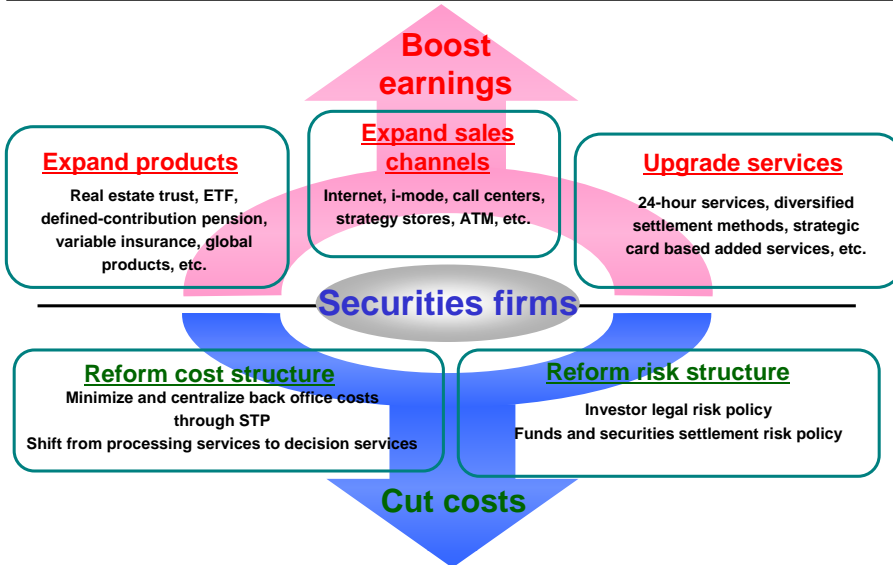 Boost
earnings
Expand products
Real estate trust, ETF,
defined-contribution pension,
variable insurance, global
products, etc.
Expand sales
channels
Internet, i-mode, call centers,
strategy stores, ATM, etc.
Upgrade services
24-hour services, diversified
settlement methods, strategic
card based added services, etc.
Securities firms
Reform cost structure
Minimize and centralize back office costs
through STP
Shift from processing services to decision services
Reform risk structure
Investor legal risk policy
Funds and securities settlement risk policy
Cut costs